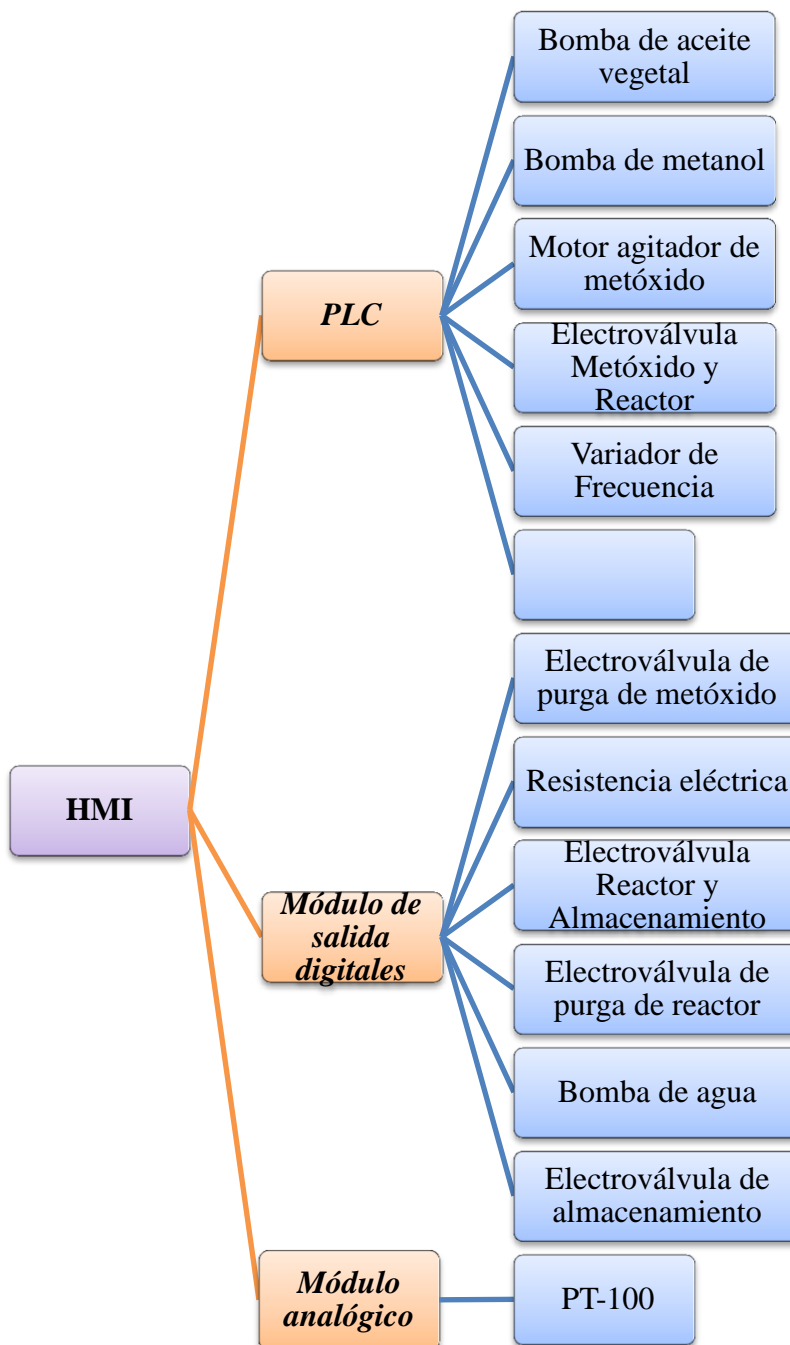 Bomba de aceite
vegetal
Bomba de metanol
Motor agitador de
metóxido
PLC
Electroválvula
Metóxido y
Reactor
Variador de
Frecuencia
Electroválvula de
purga de metóxido
Resistencia eléctrica
HMI
Electroválvula
Reactor y
Almacenamiento
Módulo de
salida
digitales
Electroválvula de
purga de reactor
Bomba de agua
Electroválvula de
almacenamiento
Módulo
analógico
PT-100